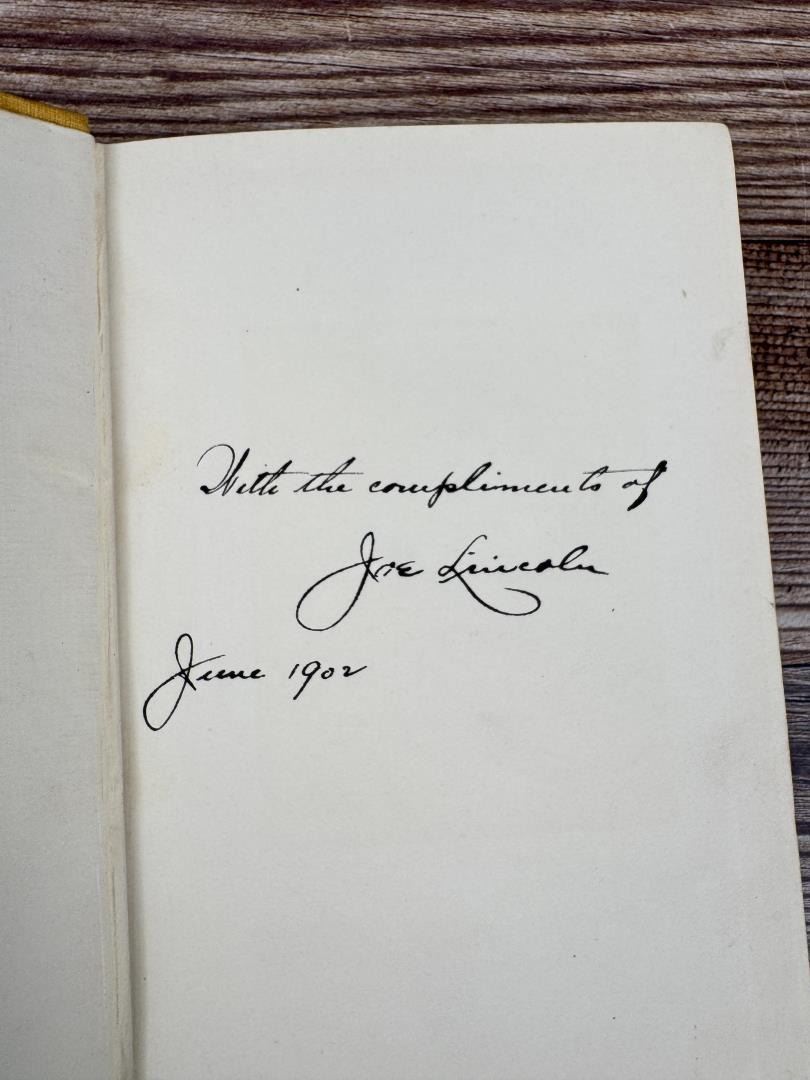 With the compliments of
Joe Lincoln
June 1902